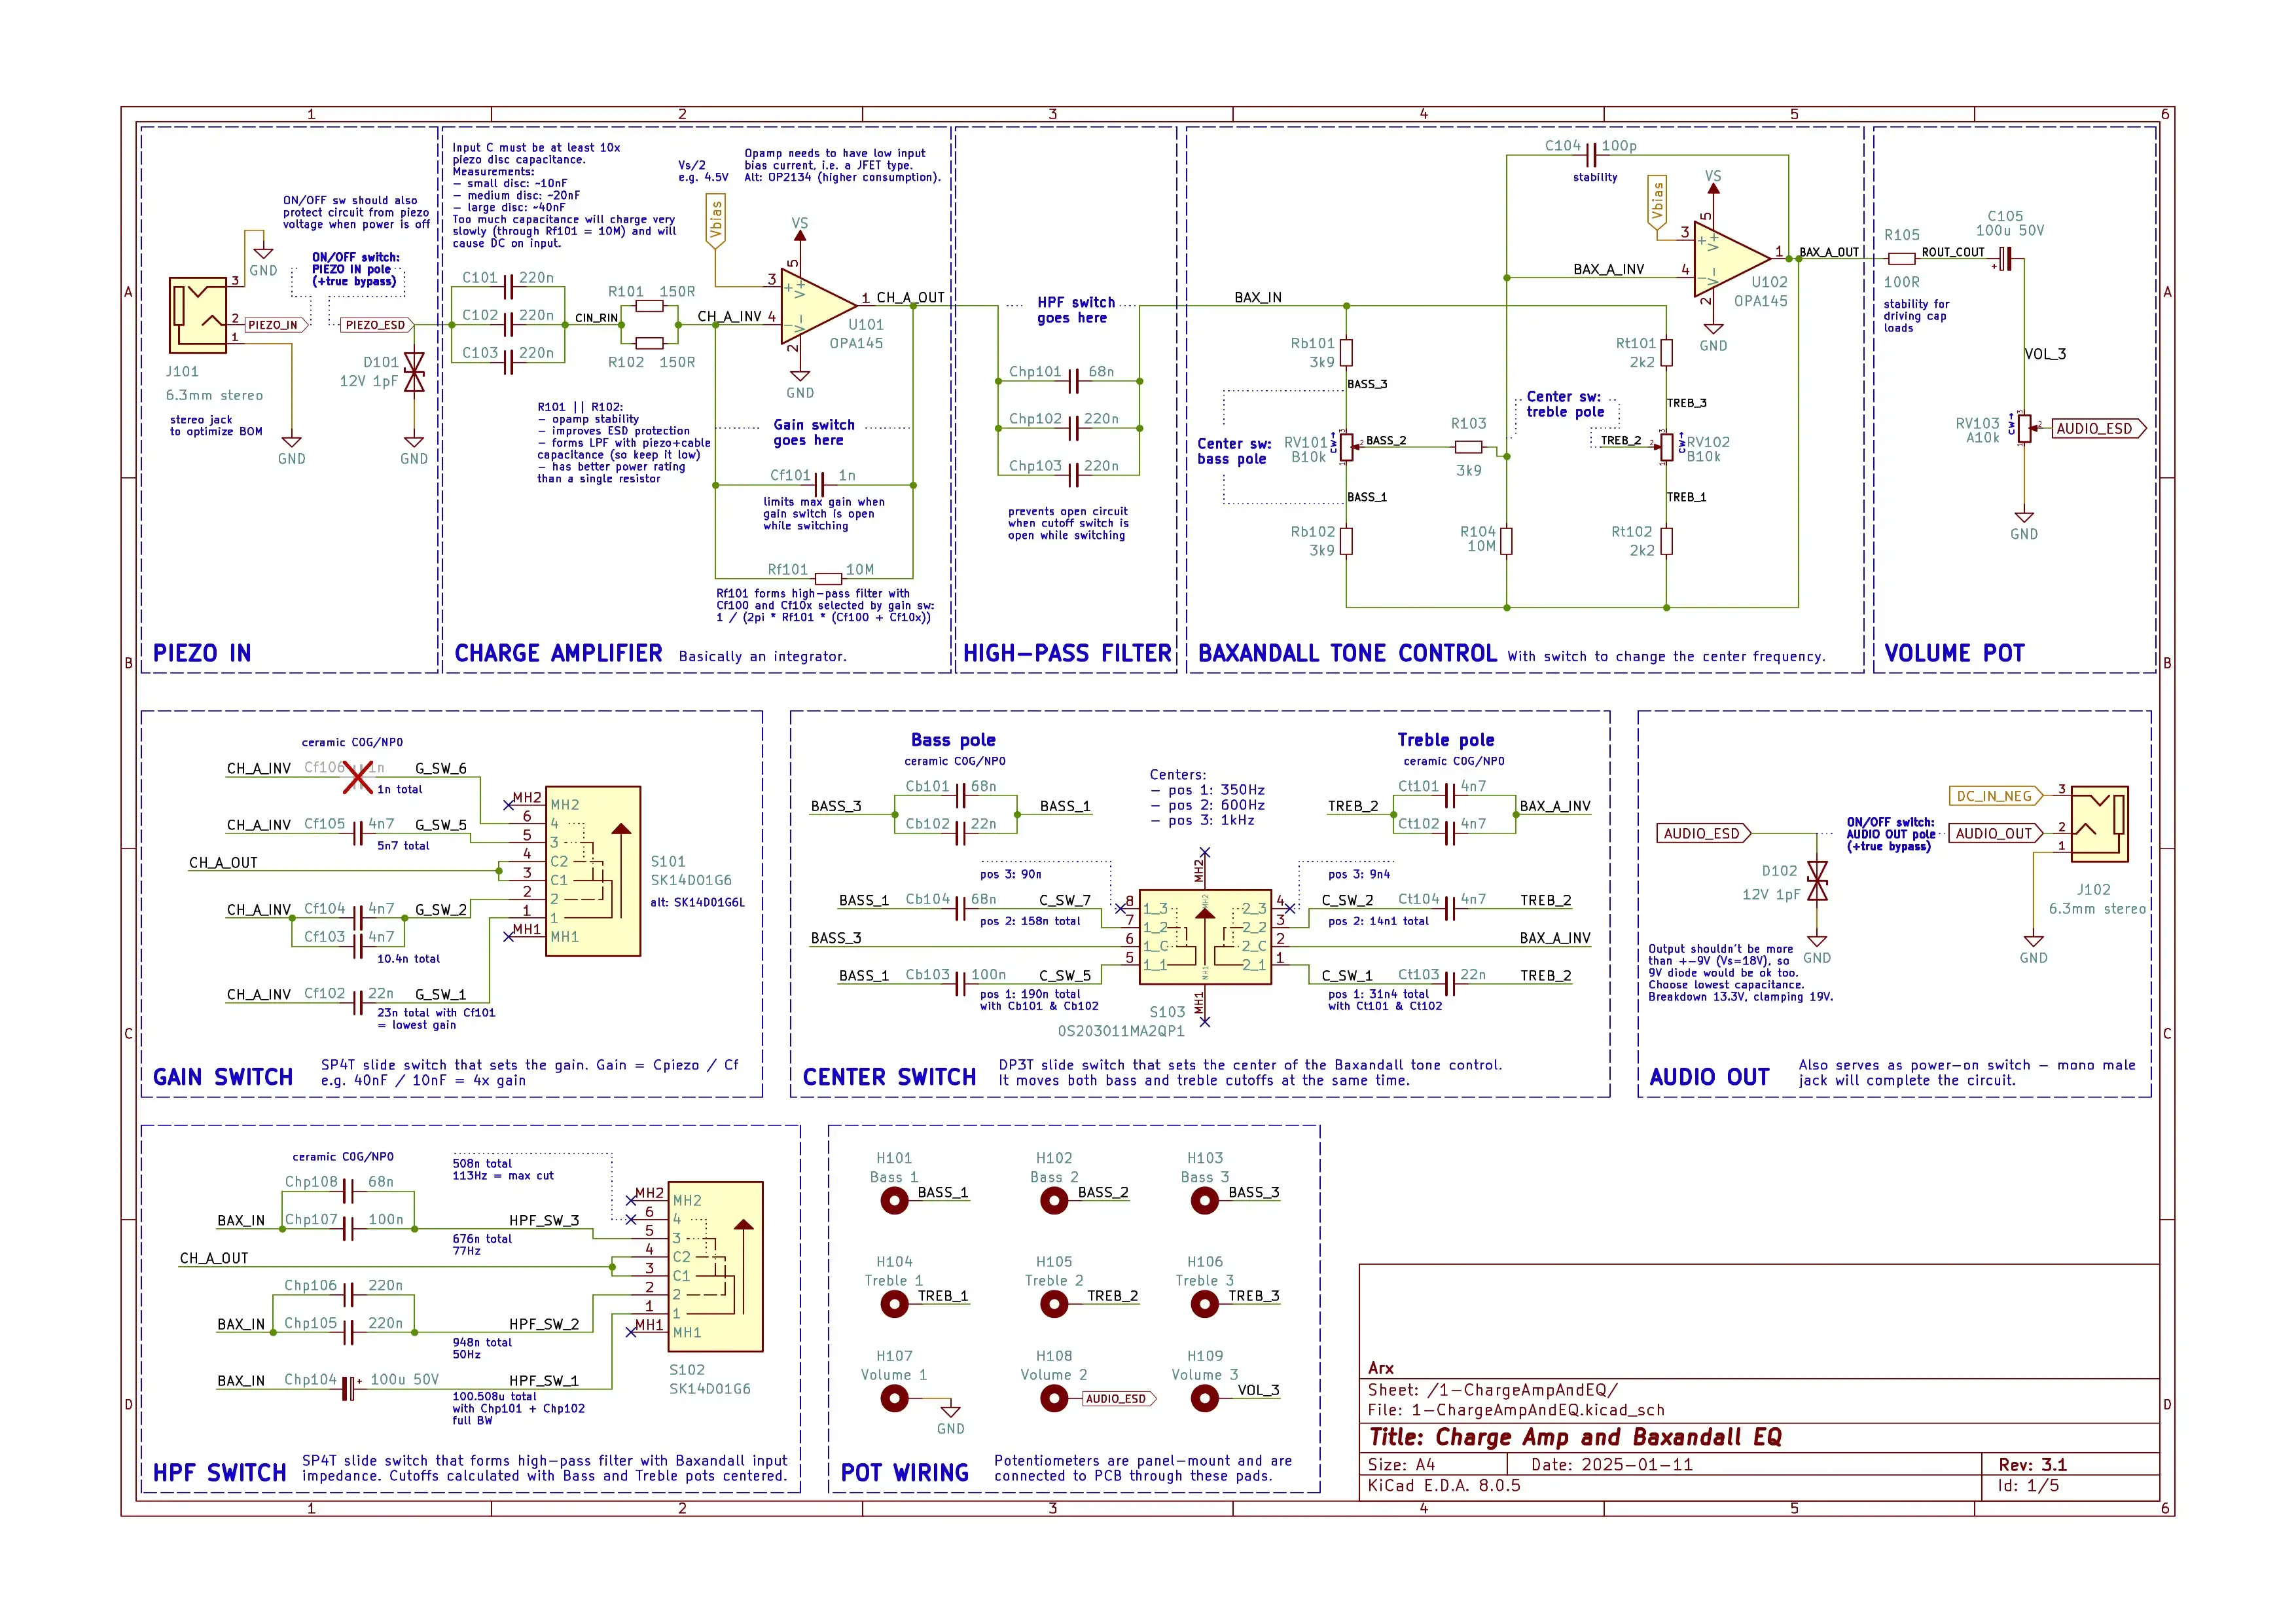 1 2 3 4 5 6
A
B
C
D
ON/OFF sw should also
protect circuit from piezo
voltage when power is off
ON/OFF switch:
PIEZO IN pole
(+true bypass)
GND
3
2
1
PIEZO_IN
PIEZO_ESD
J101
6.3mm stereo
stereo jack
to optimize BOM
D101
12V 1pF
GND
GND
PIEZO IN
Input C must be at least 10x
piezo disc capacitance.
Measurements:
- small disc: ~10nF
- medium disc: ~20nF
- large disc: ~40nF
Too much capacitance will charge very
slowly (through Rf101 = 10M) and will
cause DC on input.
Vs/2
e.g. 4.5V
Opamp needs to have low input
bias current, i.e. a JFET type.
Alt: OP2134 (higher consumption).
Vbias
VS
C101 220n
C102 220n
C103 220n
CIN_RIN
R101 150R
R102 150R
CH_A_INV
3
4
5
2
1
V+
V-
CH_A_OUT
U101
OPA145
GND
R101 || R102:
- opamp stability
- improves ESD protection
- forms LPF with piezo+cable
capacitance (so keep it low)
- has better power rating
than a single resistor
Gain switch
goes here
Cf101 1n
limits max gain when
gain switch is open
while switching
Rf101 10M
Rf101 forms high-pass filter with
Cf100 and Cf10x selected by gain sw:
1 / (2pi * Rf101 * (Cf100 + Cf10x))
CHARGE AMPLIFIER Basically an integrator.
HPF switch
goes here
Chp101 68n
Chp102 220n
Chp103 220n
prevents open circuit
when cutoff switch is
open while switching
HIGH-PASS FILTER
BAX_IN
C104 100p
stability
Vbias
VS
BAX_A_INV
3
4
5
2
1
V+
V-
BAX_A_OUT
U102
OPA145
GND
Rb101
3k9
BASS_3
Center sw:
bass pole
RV101
B10k
CW
BASS_2
R103
3k9
BASS_1
Rb102
3k9
R104
10M
Center sw:
treble pole
Rt101
2k2
TREB_3
TREB_2
RV102
B10k
CW
TREB_1
Rt102
2k2
BAXANDALL TONE CONTROL With switch to change the center frequency.
R105
100R
ROUT_COUT
C105
100u 50V
stability for
driving cap
loads
VOL_3
RV103
A10k
CW
AUDIO_ESD
GND
VOLUME POT
ceramic C0G/NP0
CH_A_INV Cf106 1n G_SW_6
1n total
CH_A_INV Cf105 4n7 G_SW_5
5n7 total
CH_A_OUT
CH_A_INV Cf104 4n7 G_SW_2
Cf103 4n7
10.4n total
CH_A_INV Cf102 22n G_SW_1
23n total with Cf101
= lowest gain
MH2 MH2
6 4
5 3
4 C2
3 C1
2 2
1 1
MH1 MH1
S101
SK14D01G6
alt: SK14D01G6L
GAIN SWITCH
SP4T slide switch that sets the gain. Gain = Cpiezo / Cf
e.g. 40nF / 10nF = 4x gain
Bass pole
ceramic C0G/NP0
Cb101 68n
BASS_3 BASS_1
Cb102 22n
Centers:
- pos 1: 350Hz
- pos 2: 600Hz
- pos 3: 1kHz
Treble pole
ceramic C0G/NP0
Ct101 4n7
TREB_2 BAX_A_INV
Ct102 4n7
pos 3: 90n
BASS_1 Cb104 68n C_SW_7
pos 2: 158n total
BASS_3
BASS_1 Cb103 100n C_SW_5
pos 1: 190n total
with Cb101 & Cb102
MH2
8 1_3 2_3 4
7 1_2 2_2 3
6 1_C 2_C 2
5 1_1 2_1 1
MH1
S103
OS203011MA2QP1
pos 3: 9n4
C_SW_2 Ct104 4n7 TREB_2
pos 2: 14n1 total
BAX_A_INV
C_SW_1 Ct103 22n TREB_2
pos 1: 31n4 total
with Ct101 & Ct102
CENTER SWITCH
DP3T slide switch that sets the center of the Baxandall tone control.
It moves both bass and treble cutoffs at the same time.
AUDIO_ESD
ON/OFF switch:
AUDIO OUT pole
(+true bypass)
DC_IN_NEG
AUDIO_OUT
3
2
1
D102
12V 1pF
GND
J102
6.3mm stereo
GND
Output shouldn't be more
than +-9V (Vs=18V), so
9V diode would be ok too.
Choose lowest capacitance.
Breakdown 13.3V, clamping 19V.
AUDIO OUT
Also serves as power-on switch - mono male
jack will complete the circuit.
ceramic C0G/NP0
508n total
113Hz = max cut
Chp108 68n
BAX_IN Chp107 100n HPF_SW_3
676n total
77Hz
CH_A_OUT
Chp106 220n
BAX_IN Chp105 220n HPF_SW_2
948n total
50Hz
BAX_IN Chp104 100u 50V HPF_SW_1
100.508u total
with Chp101 + Chp102
full BW
MH2 MH2
6 4
5 3
4 C2
3 C1
2 2
1 1
MH1 MH1
S102
SK14D01G6
HPF SWITCH
SP4T slide switch that forms high-pass filter with Baxandall input
impedance. Cutoffs calculated with Bass and Treble pots centered.
H101
Bass 1
BASS_1
H102
Bass 2
BASS_2
H103
Bass 3
BASS_3
H104
Treble 1
TREB_1
H105
Treble 2
TREB_2
H106
Treble 3
TREB_3
H107
Volume 1
GND
H108
Volume 2
AUDIO_ESD
H109
Volume 3
VOL_3
POT WIRING
Potentiometers are panel-mount and are
connected to PCB through these pads.
Arx
Sheet: /1-ChargeAmpAndEQ/
File: 1-ChargeAmpAndEQ.kicad_sch
Title: Charge Amp and Baxandall EQ
Size: A4 Date: 2025-01-11 Rev: 3.1
KiCad E.D.A. 8.0.5 Id: 1/5
A
B
C
D
1 2 3 4 5 6